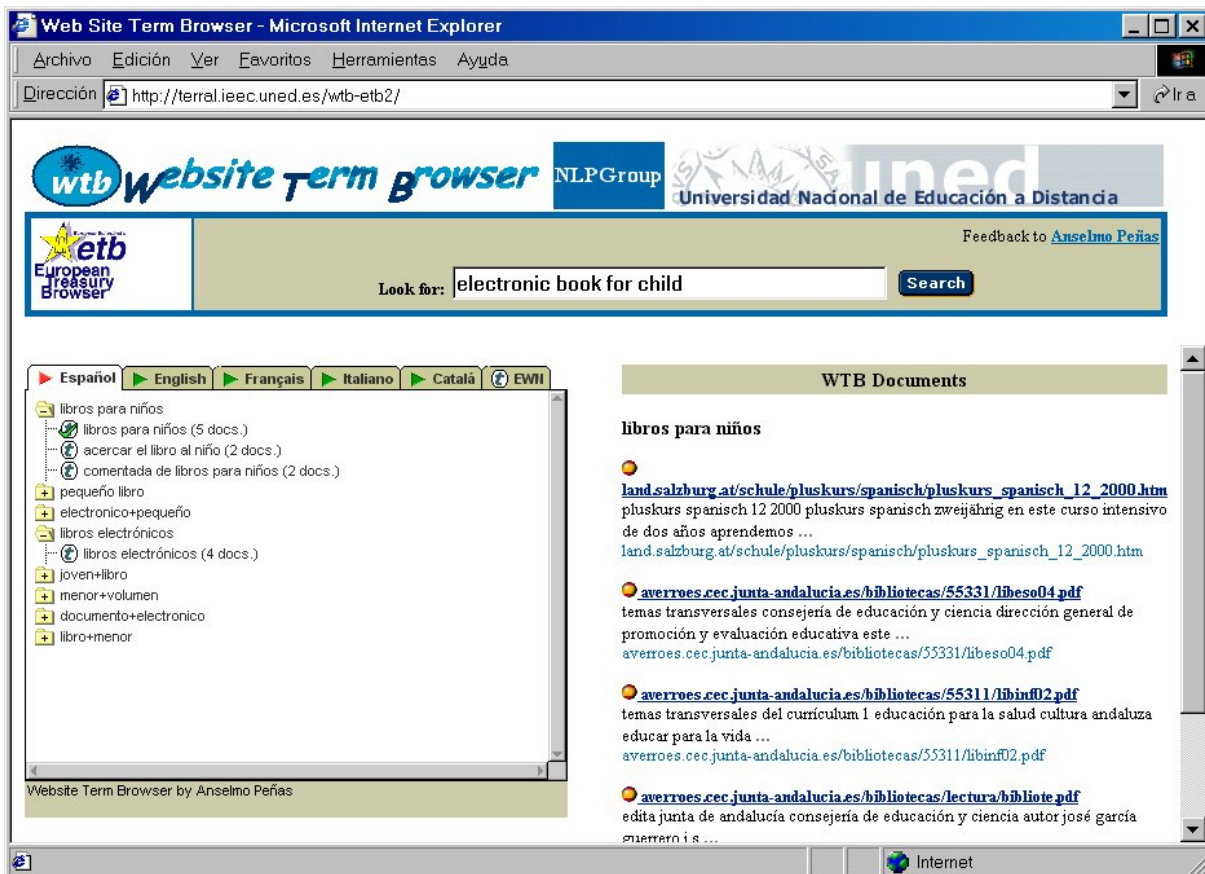 Web Site Term Browser - Microsoft Internet Explorer
Archivo Edición Ver Favoritos Herramientas Ayuda
Dirección http://terral.ieec.uned.es/wtb-etb2/ Ir a
wtb Website Term Browser NLPGroup uned
Universidad Nacional de Educación a Distancia
etb
European
Treasury
Browser
Feedback to Anselmo Peñas
Look for: electronic book for child Search
Español English Français Italiano Catalá EWN
libros para niños
libros para niños (5 docs.)
acercar el libro al niño (2 docs.)
comentada de libros para niños (2 docs.)
pequeño libro
electronico+pequeño
libros electrónicos
libros electrónicos (4 docs.)
joven+libro
menor+volumen
documento+electronico
libro+menor
Website Term Browser by Anselmo Peñas
WTB Documents
libros para niños
land.salzburg.at/schule/pluskurs/spanisch/pluskurs_spanisch_12_2000.htm
pluskurs spanisch 12 2000 pluskurs spanisch zweijährig en este curso intensivo
de dos años aprendemos ...
land.salzburg.at/schule/pluskurs/spanisch/pluskurs_spanisch_12_2000.htm
averroes.cec.junta-andalucia.es/bibliotecas/55331/libeso04.pdf
temas transversales consejería de educación y ciencia dirección general de
promoción y evaluación educativa este ...
averroes.cec.junta-andalucia.es/bibliotecas/55331/libeso04.pdf
averroes.cec.junta-andalucia.es/bibliotecas/55311/libinf02.pdf
temas transversales del currículum 1 educación para la salud cultura andaluza
educar para la vida ...
averroes.cec.junta-andalucia.es/bibliotecas/55311/libinf02.pdf
averroes.cec.junta-andalucia.es/bibliotecas/lectura/bibliote.pdf
edita junta de andalucía consejería de educación y ciencia autor josé garcía
guerrero i s ...
Internet